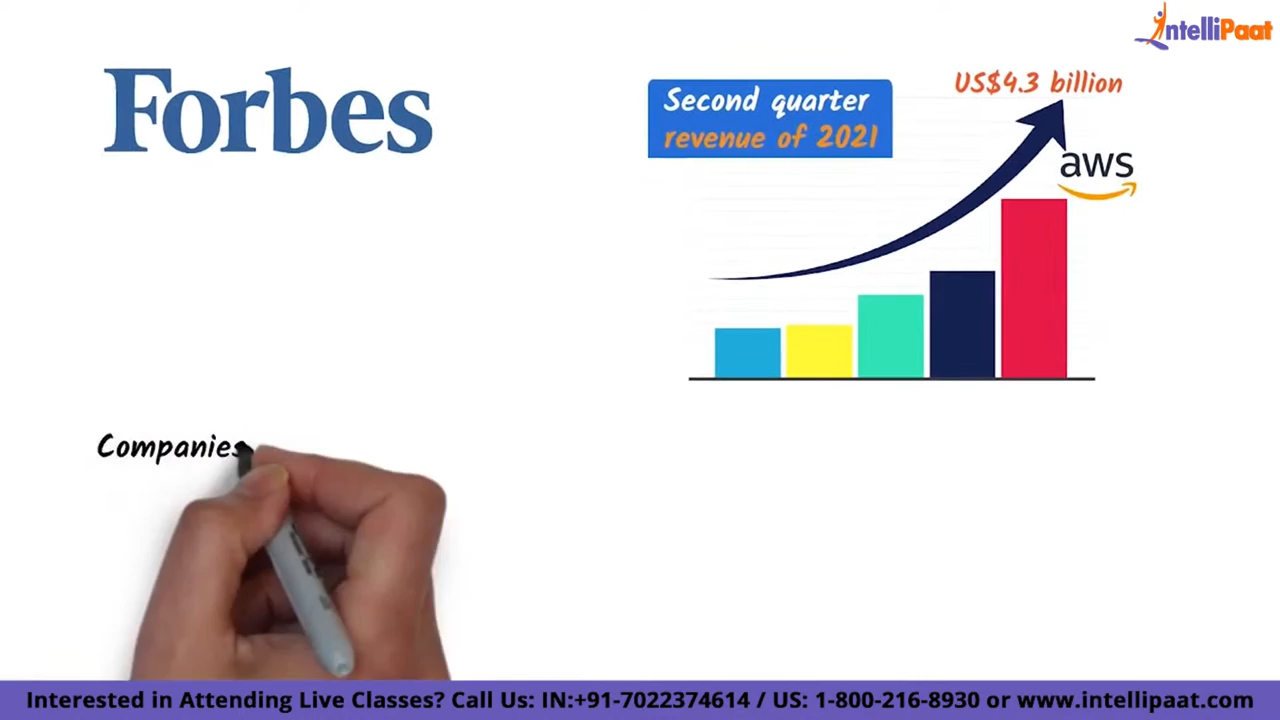 IntelliPaat
Forbes
US$4.3 billion
Second quarter
revenue of 2021
aws
Companies
Interested in Attending Live Classes? Call Us: IN:+91-7022374614 / US: 1-800-216-8930 or www.intellipaat.com